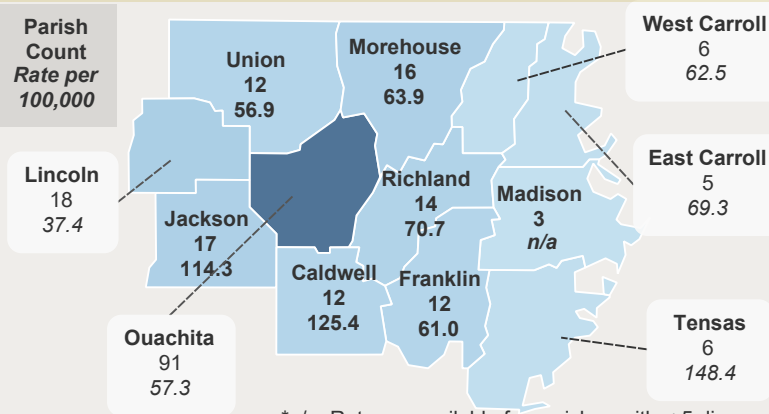 Parish
Count
Rate per
100,000
Union
12
56.9
Morehouse
16
63.9
West Carroll
6
62.5
East Carroll
5
69.3
Lincoln
18
37.4
Jackson
17
114.3
Richland
14
70.7
Madison
3
n/a
Caldwell
12
125.4
Franklin
12
61.0
Ouachita
91
57.3
Tensas
6
148.4